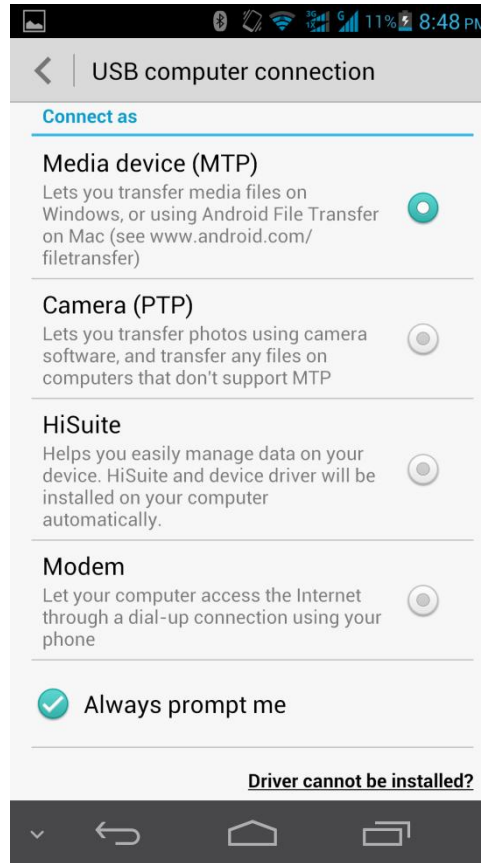 3G 1X G 11% 8:48 PM
USB computer connection
Connect as
Media device (MTP)
Lets you transfer media files on
Windows, or using Android File Transfer
on Mac (see www.android.com/
filetransfer)
Camera (PTP)
Lets you transfer photos using camera
software, and transfer any files on
computers that don't support MTP
HiSuite
Helps you easily manage data on your
device. HiSuite and device driver will be
installed on your computer
automatically.
Modem
Let your computer access the Internet
through a dial-up connection using your
phone
Always prompt me
Driver cannot be installed?